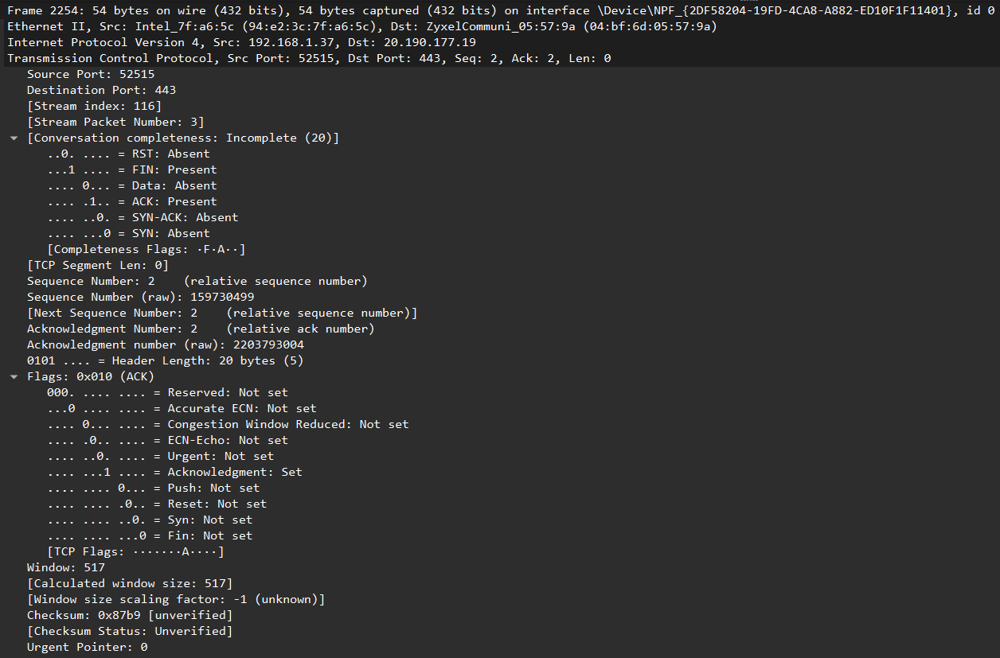 Frame 2254: 54 bytes on wire (432 bits), 54 bytes captured (432 bits) on interface \Device\NPF_{2DF58204-19FD-4CA8-A882-ED10F1F11401}, id 0
Ethernet II, Src: Intel_7f:a6:5c (94:e2:3c:7f:a6:5c), Dst: ZyxelCommuni_05:57:9a (04:bf:6d:05:57:9a)
Internet Protocol Version 4, Src: 192.168.1.37, Dst: 20.190.177.19
Transmission Control Protocol, Src Port: 52515, Dst Port: 443, Seq: 2, Ack: 2, Len: 0
Source Port: 52515
Destination Port: 443
[Stream index: 116]
[Stream Packet Number: 3]
[Conversation completeness: Incomplete (20)]
..0. .... = RST: Absent
...1 .... = FIN: Present
.... 0... = Data: Absent
.... .1.. = ACK: Present
.... ..0. = SYN-ACK: Absent
.... ...0 = SYN: Absent
[Completeness Flags: ·F·A··]
[TCP Segment Len: 0]
Sequence Number: 2    (relative sequence number)
Sequence Number (raw): 159730499
[Next Sequence Number: 2    (relative sequence number)]
Acknowledgment Number: 2    (relative ack number)
Acknowledgment number (raw): 2203793004
0101 .... = Header Length: 20 bytes (5)
Flags: 0x010 (ACK)
000. .... .... = Reserved: Not set
...0 .... .... = Accurate ECN: Not set
.... 0... .... = Congestion Window Reduced: Not set
.... .0.. .... = ECN-Echo: Not set
.... ..0. .... = Urgent: Not set
.... ...1 .... = Acknowledgment: Set
.... .... 0... = Push: Not set
.... .... .0.. = Reset: Not set
.... .... ..0. = Syn: Not set
.... .... ...0 = Fin: Not set
[TCP Flags: ·······A····]
Window: 517
[Calculated window size: 517]
[Window size scaling factor: -1 (unknown)]
Checksum: 0x87b9 [unverified]
[Checksum Status: Unverified]
Urgent Pointer: 0